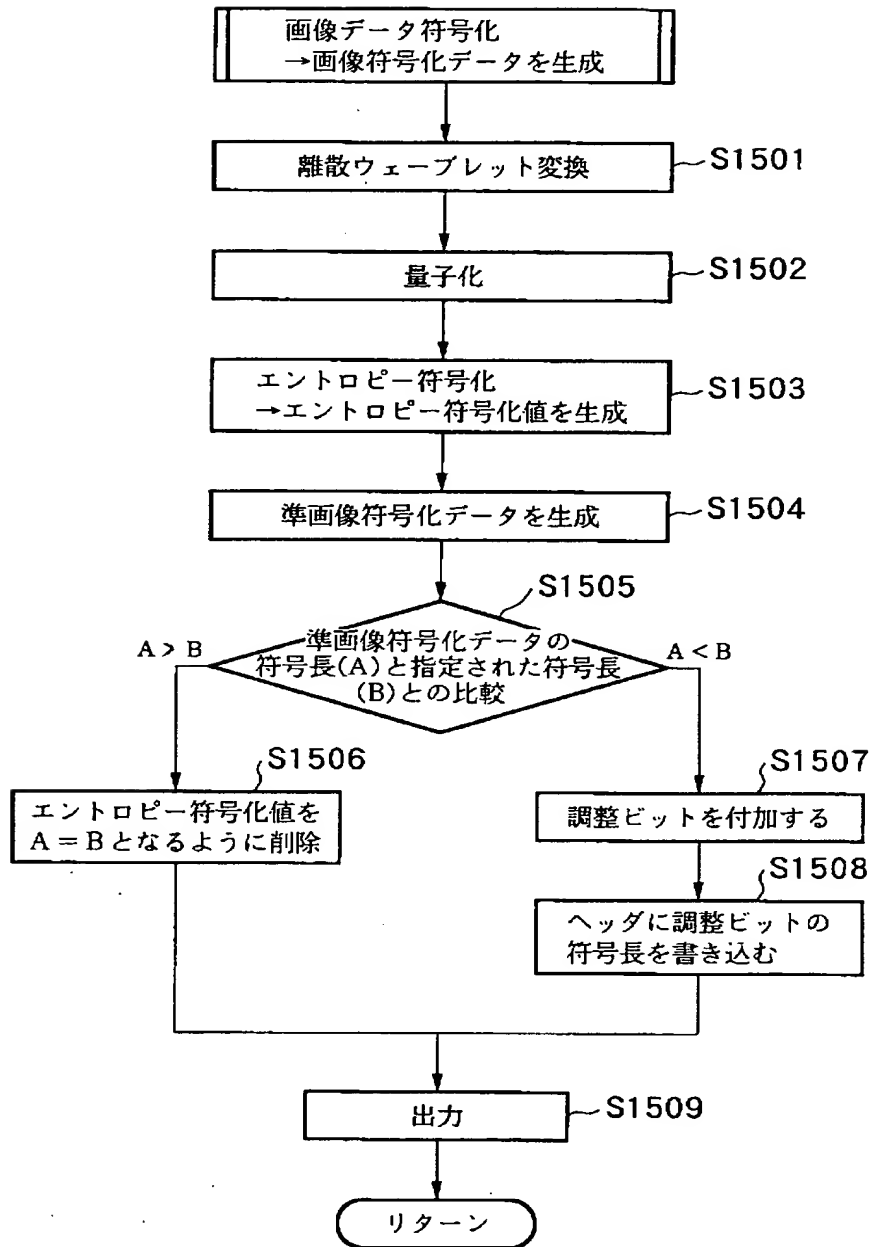 画像データ符号化
→画像符号化データを生成
離散ウェーブレット変換
S1501
量子化
S1502
エントロピー符号化
→エントロピー符号化値を生成
S1503
準画像符号化データを生成
S1504
S1505
準画像符号化データの
符号長(A)と指定された符号長
(B)との比較
A > B
A < B
S1506
エントロピー符号化値を
A = Bとなるように削除
S1507
調整ビットを付加する
S1508
ヘッダに調整ビットの
符号長を書き込む
出力
S1509
リターン